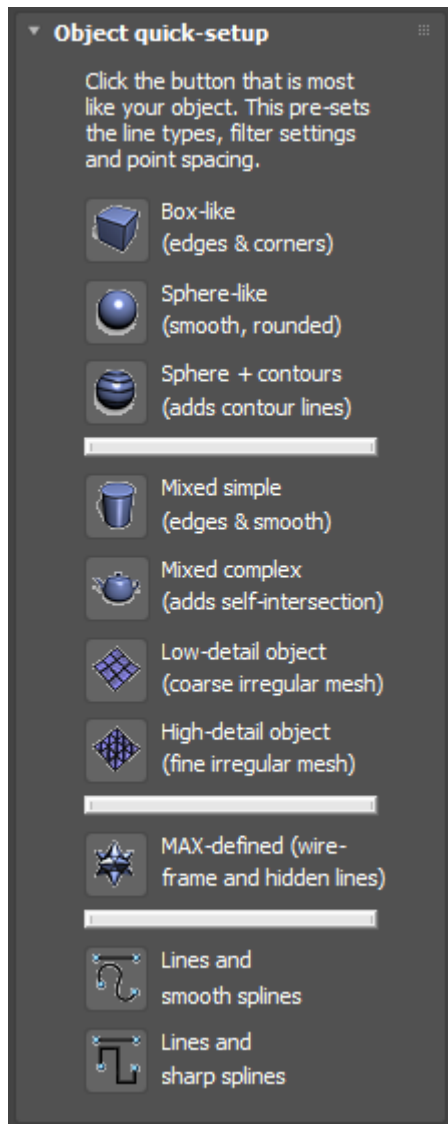 Object quick-setup
Click the button that is most
like your object. This pre-sets
the line types, filter settings
and point spacing.
Box-like
(edges & corners)
Sphere-like
(smooth, rounded)
Sphere + contours
(adds contour lines)
Mixed simple
(edges & smooth)
Mixed complex
(adds self-intersection)
Low-detail object
(coarse irregular mesh)
High-detail object
(fine irregular mesh)
MAX-defined (wire-
frame and hidden lines)
Lines and
smooth splines
Lines and
sharp splines